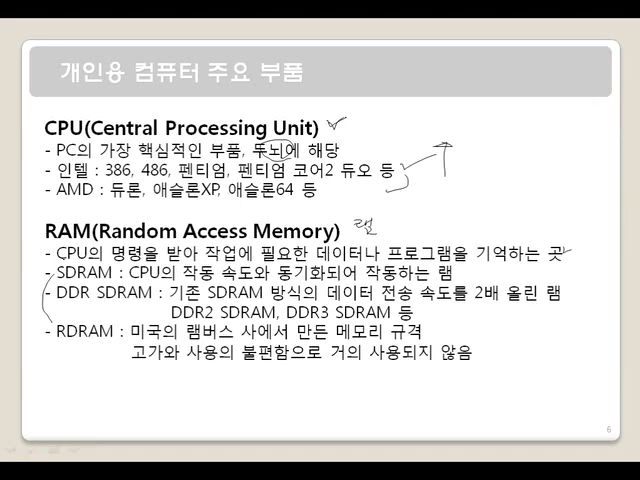 개인용 컴퓨터 주요 부품
CPU(Central Processing Unit)
- PC의 가장 핵심적인 부품, 두뇌에 해당
- 인텔 : 386, 486, 펜티엄, 펜티엄 코어2 듀오 등
- AMD : 듀론, 애슬론XP, 애슬론64 등
RAM(Random Access Memory) 램
- CPU의 명령을 받아 작업에 필요한 데이터나 프로그램을 기억하는 곳
- SDRAM : CPU의 작동 속도와 동기화되어 작동하는 램
- DDR SDRAM : 기존 SDRAM 방식의 데이터 전송 속도를 2배 올린 램
DDR2 SDRAM, DDR3 SDRAM 등
- RDRAM : 미국의 램버스 사에서 만든 메모리 규격
고가와 사용의 불편함으로 거의 사용되지 않음
6